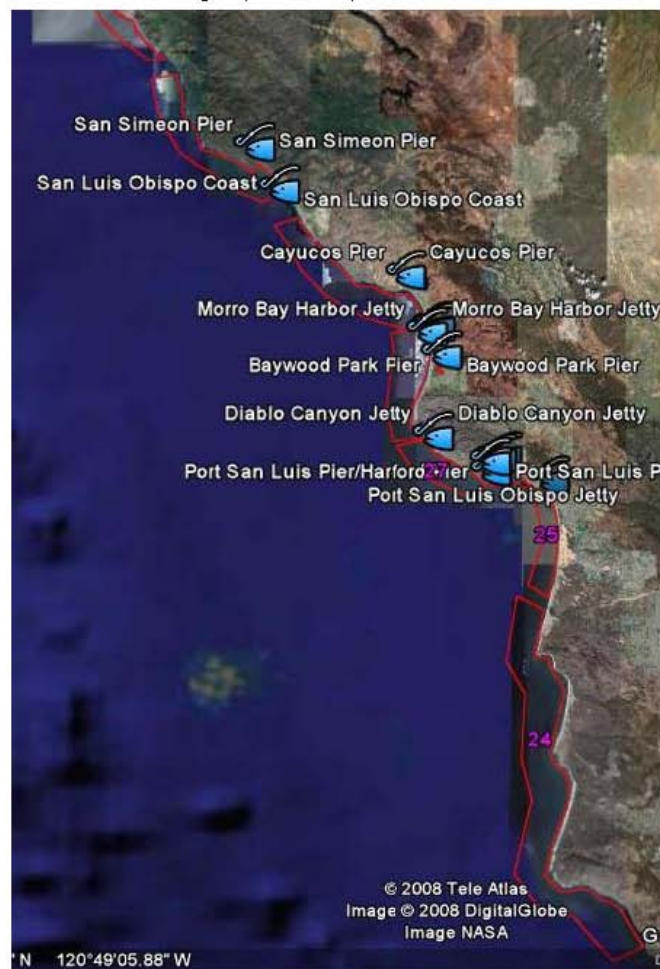 San Simeon Pier San Simeon Pier
San Luis Obispo Coast
San Luis Obispo Coast
Cayucos Pier Cayucos Pier
Morro Bay Harbor Jetty Morro Bay Harbor Jetty
Baywood Park Pier Baywood Park Pier
Diablo Canyon Jetty Diablo Canyon Jetty
Port San Luis Pier/Harford Pier Port San Luis P
27
Port San Luis Obispo Jetty
25
24
© 2008 Tele Atlas
Image © 2008 DigitalGlobe
Image NASA
G
' N 120°49'05.88" W